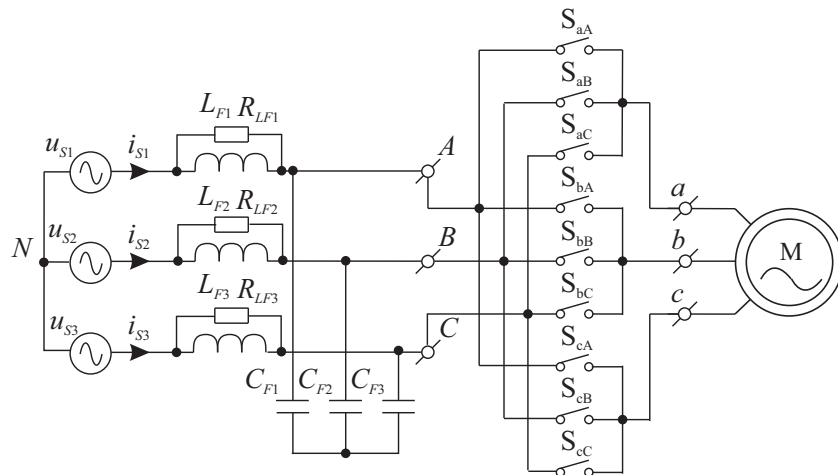 S_aA
S_aB
L_F1 R_LF1
u_S1 i_S1
S_aC
A
S_bA
a
L_F2 R_LF2
u_S2 i_S2
N
B
S_bB
b
M
L_F3 R_LF3
u_S3 i_S3
S_bC
c
C
S_cA
C_F1 C_F2 C_F3
S_cB
S_cC